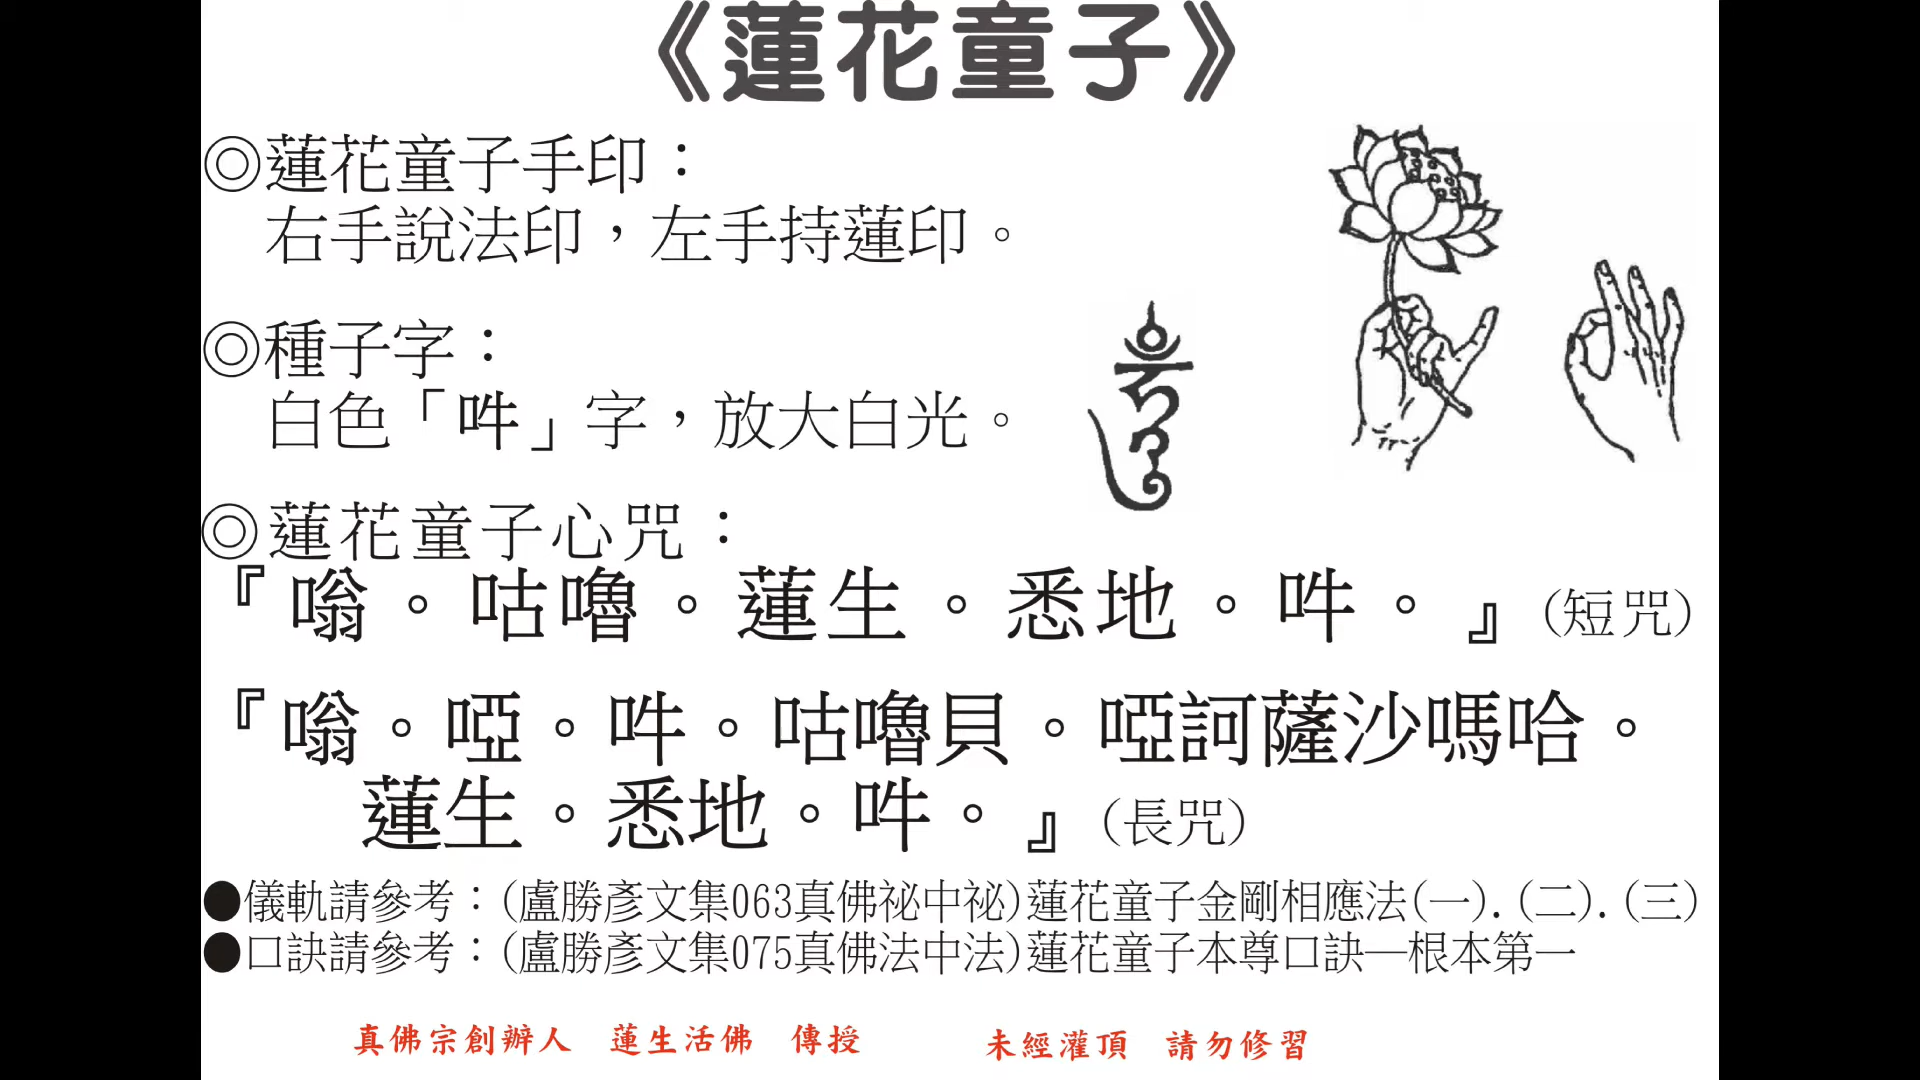 《蓮花童子》
◎蓮花童子手印：
右手說法印，左手持蓮印。
◎種子字：
白色「吽」字，放大白光。
◎蓮花童子心咒：
『嗡。咕嚕。蓮生。悉地。吽。』(短咒)
『嗡。啞。吽。咕嚕貝。啞訶薩沙嗎哈。
蓮生。悉地。吽。』(長咒)
●儀軌請參考：(盧勝彥文集063真佛祕中祕)蓮花童子金剛相應法(一).(二).(三)
●口訣請參考：(盧勝彥文集075真佛法中法)蓮花童子本尊口訣—根本第一
真佛宗創辦人 蓮生活佛 傳授 未經灌頂 請勿修習